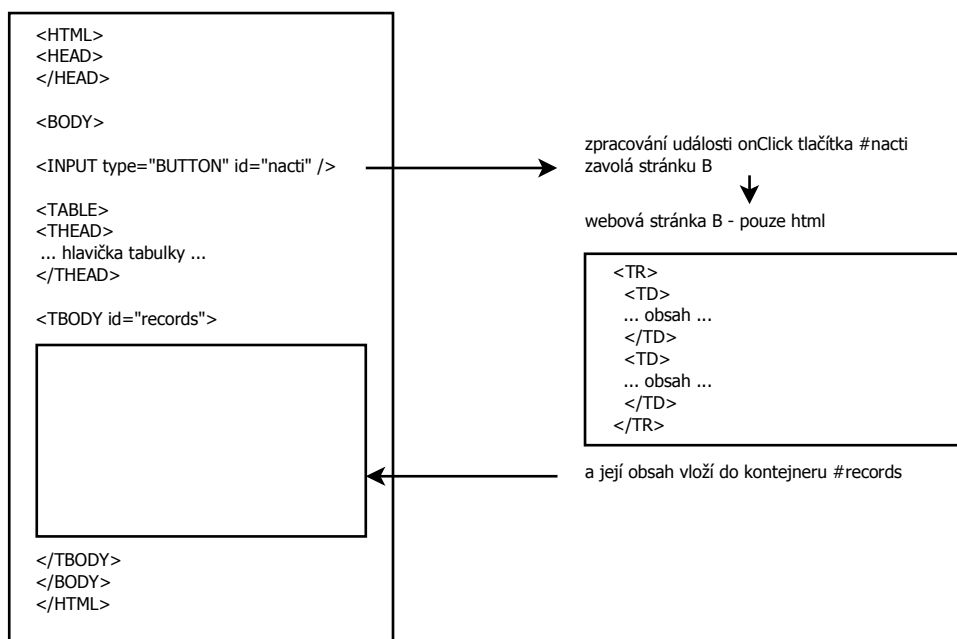 <HTML>
<HEAD>
</HEAD>
<BODY>
<INPUT type="BUTTON" id="nacti" />
<TABLE>
<THEAD>
... hlavička tabulky ...
</THEAD>
<TBODY id="records">
</TBODY>
</BODY>
</HTML>
zpracování události onClick tlačítka #nacti
zavolá stránku B
webová stránka B - pouze html
<TR>
<TD>
... obsah ...
</TD>
<TD>
... obsah ...
</TD>
</TR>
a její obsah vloží do kontejneru #records